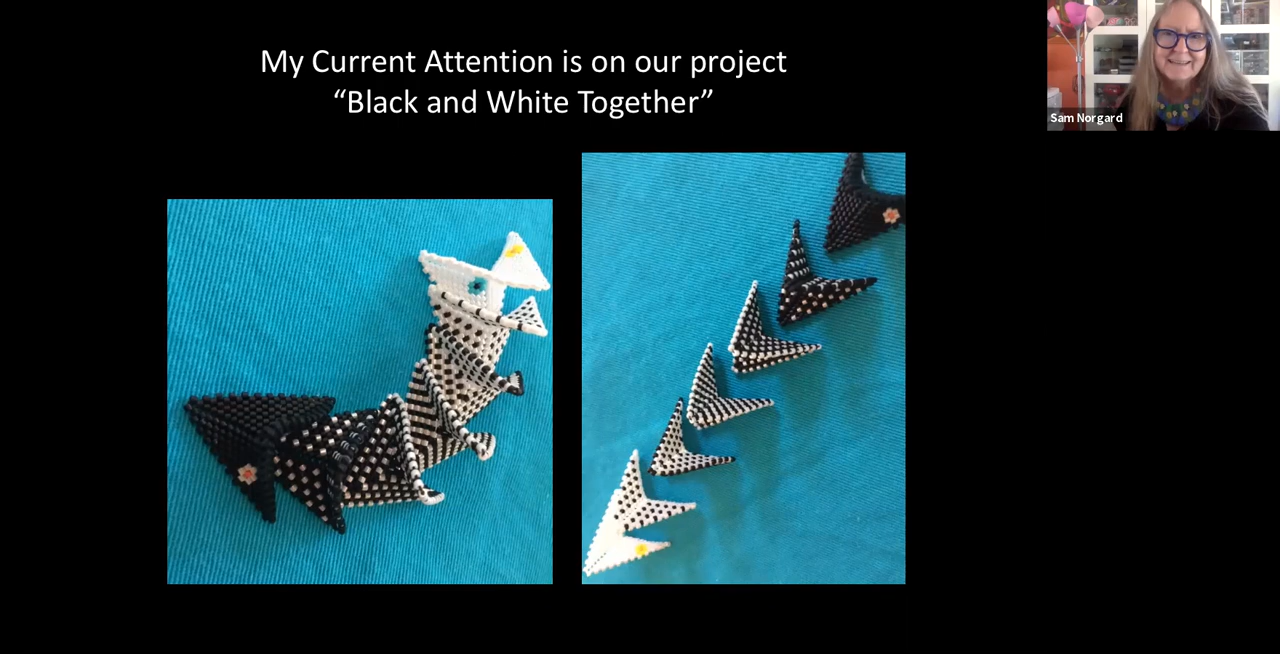 My Current Attention is on our project
“Black and White Together”
Sam Norgard